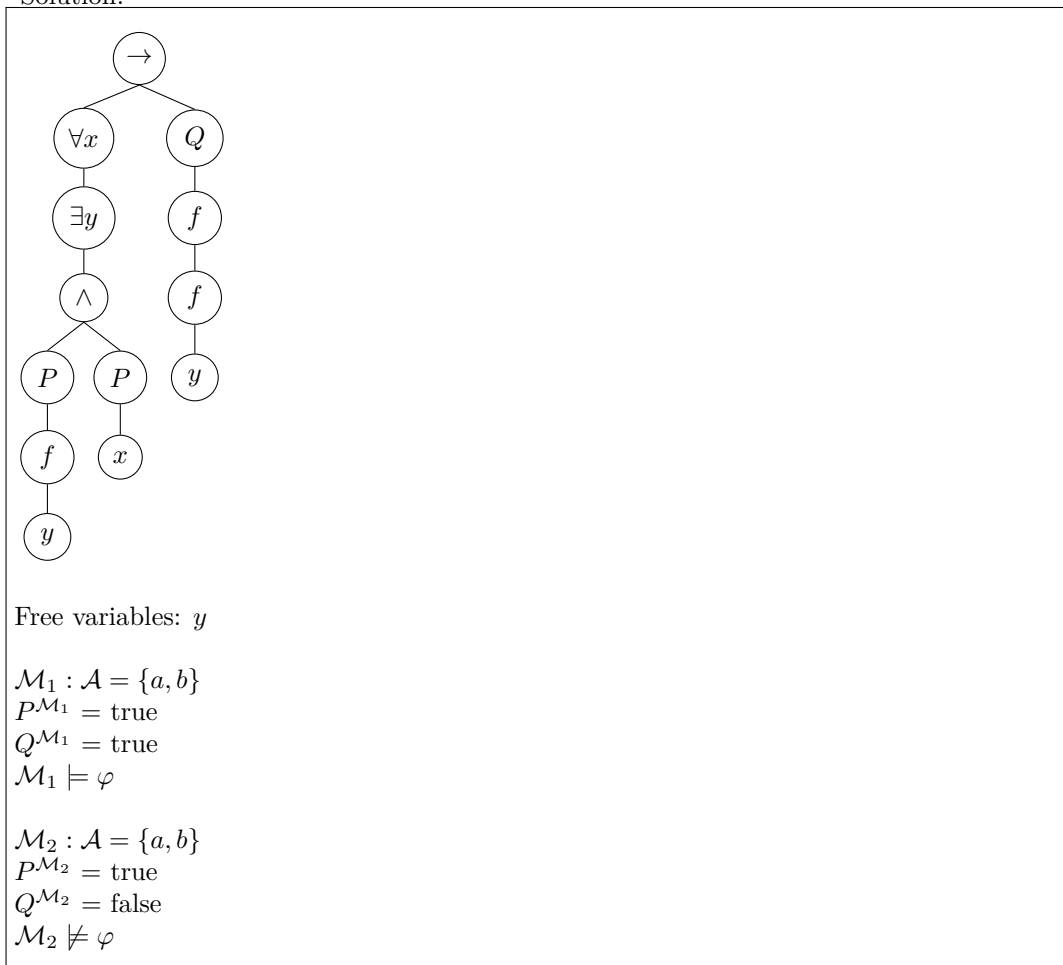 Solution:
→
∀x Q
∃y f
∧ f
P P y
f x
y
Free variables: y
ℳ₁ : 𝒜 = {a, b}
P^ℳ₁ = true
Q^ℳ₁ = true
ℳ₁ ⊨ φ
ℳ₂ : 𝒜 = {a, b}
P^ℳ₂ = true
Q^ℳ₂ = false
ℳ₂ ⊭ φ